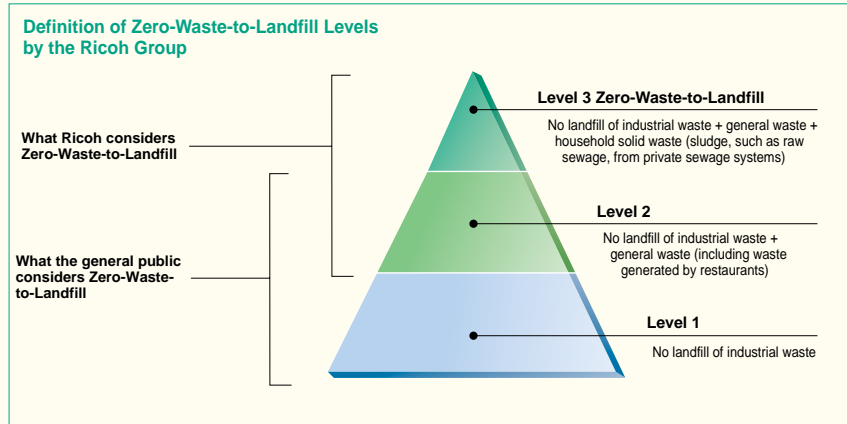 Definition of Zero-Waste-to-Landfill Levels
by the Ricoh Group
What Ricoh considers
Zero-Waste-to-Landfill
What the general public
considers Zero-Waste-
to-Landfill
Level 3 Zero-Waste-to-Landfill
No landfill of industrial waste + general waste +
household solid waste (sludge, such as raw
sewage, from private sewage systems)
Level 2
No landfill of industrial waste +
general waste (including waste
generated by restaurants)
Level 1
No landfill of industrial waste